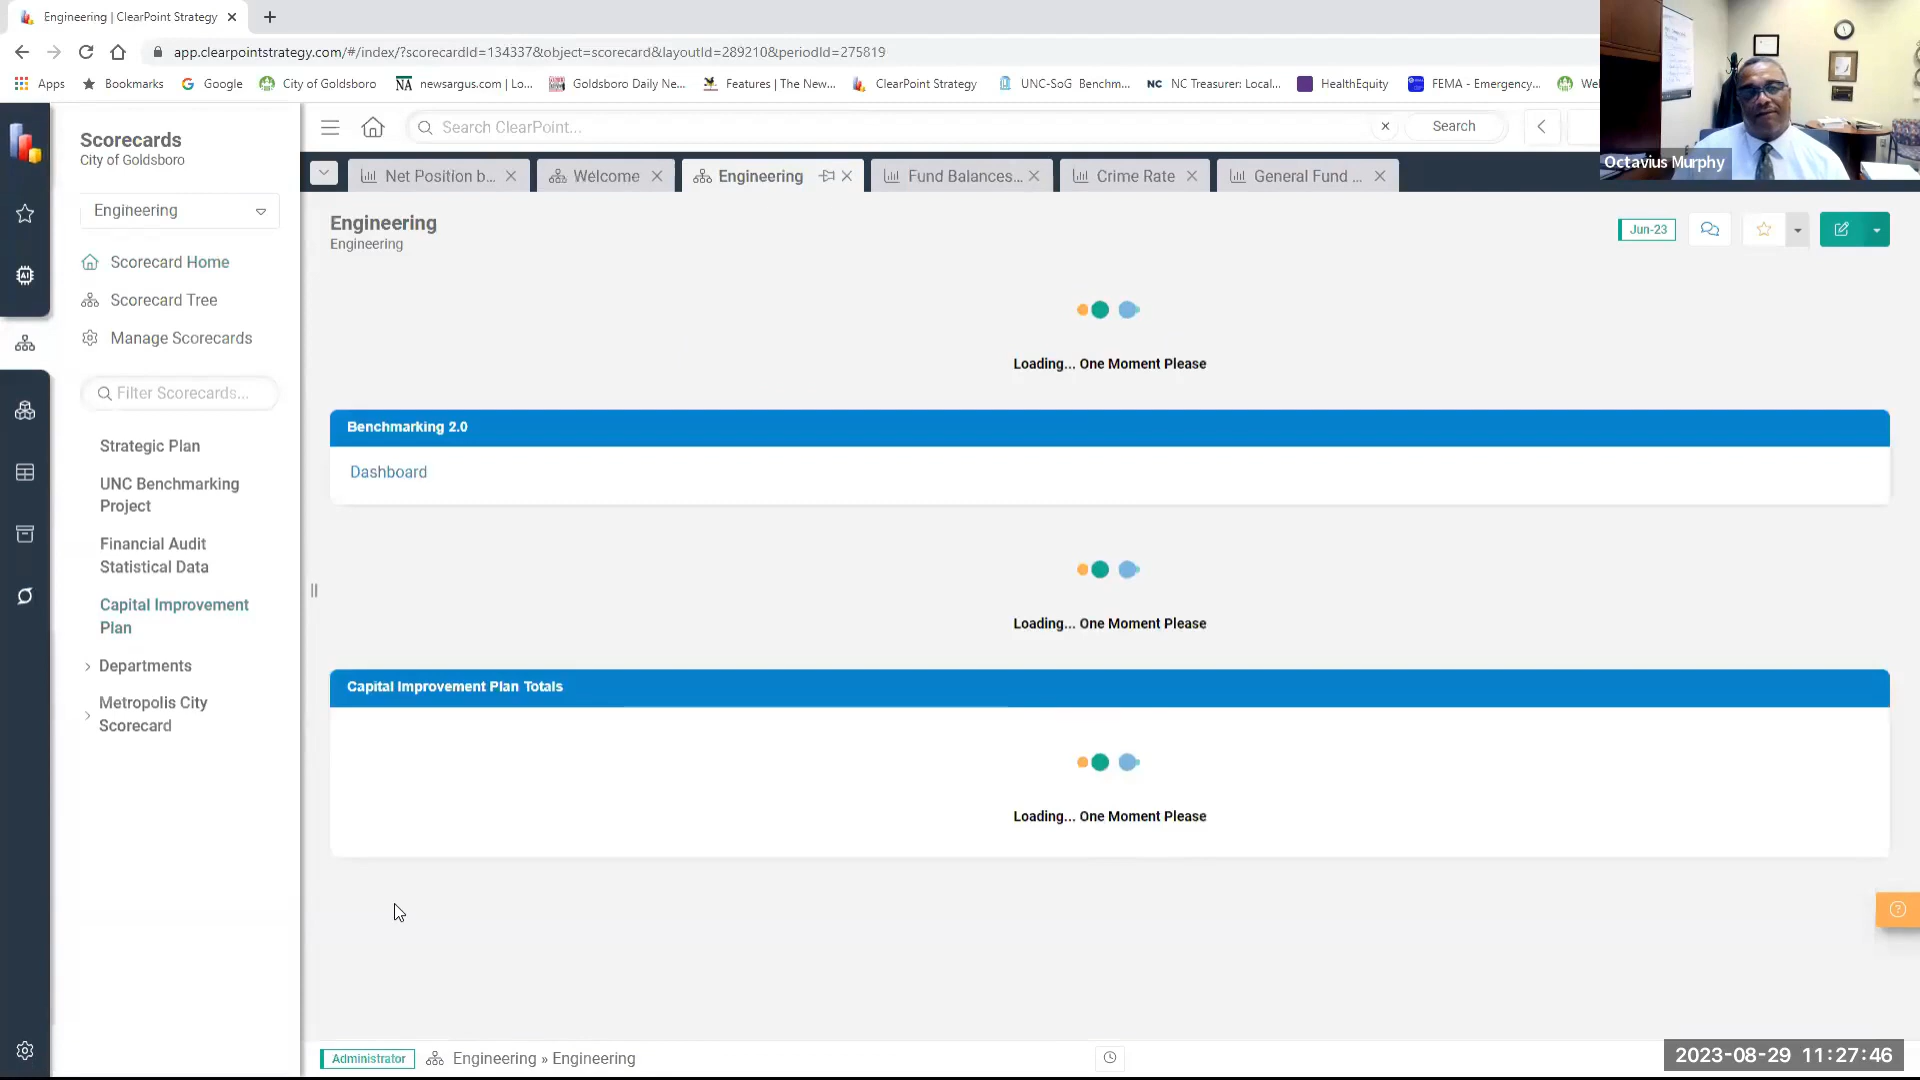 Engineering | ClearPoint Strategy
app.clearpointstrategy.com/#/index/?scorecardId=134337&object=scorecard&layoutId=289210&periodId=275819
Apps
Bookmarks
Google
City of Goldsboro
newsargus.com | Lo...
Goldsboro Daily Ne...
Features | The New...
ClearPoint Strategy
UNC-SoG Benchm...
NC Treasurer: Local...
HealthEquity
FEMA - Emergency...
Octavius Murphy
Scorecards
City of Goldsboro
Engineering
Scorecard Home
Scorecard Tree
Manage Scorecards
Filter Scorecards...
Strategic Plan
UNC Benchmarking
Project
Financial Audit
Statistical Data
Capital Improvement
Plan
Departments
Metropolis City
Scorecard
Search ClearPoint...
Search
Net Position b...
Welcome
Engineering
Fund Balances...
Crime Rate
General Fund ...
Engineering
Engineering
Jun-23
Loading... One Moment Please
Benchmarking 2.0
Dashboard
Loading... One Moment Please
Capital Improvement Plan Totals
Loading... One Moment Please
Administrator
Engineering » Engineering
2023-08-29 11:27:46